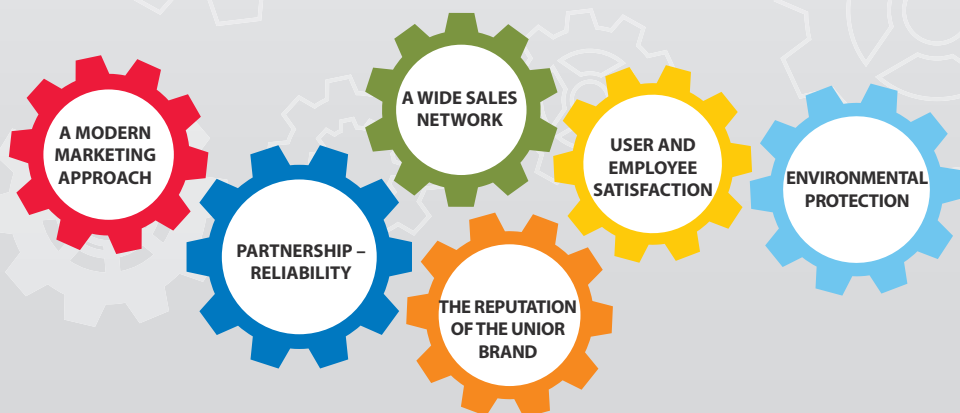 A MODERN
MARKETING
APPROACH
PARTNERSHIP –
RELIABILITY
A WIDE SALES
NETWORK
THE REPUTATION
OF THE UNIOR
BRAND
USER AND
EMPLOYEE
SATISFACTION
ENVIRONMENTAL
PROTECTION